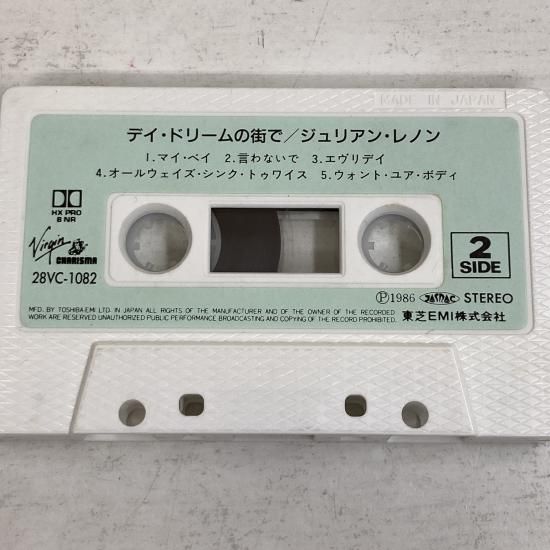 MADE IN JAPAN
デイ・ドリームの街で/ジュリアン・レノン
1.マイ・ベイ 2.言わないで 3.エヴリデイ
4.オールウェイズ・シンク・トゥワイス 5.ウォント・ユア・ボディ
HX PRO
B NR
Virgin
CHARISMA
28VC-1082
2
SIDE
Ⓟ1986 JASRAC STEREO
MFD. BY TOSHIBA-EMI LTD. IN JAPAN ALL RIGHTS OF THE MANUFACTURER AND OF THE OWNER OF THE RECORDED
WORK ARE RESERVED UNAUTHORIZED PUBLIC PERFORMANCE BROADCASTING AND COPYING OF THE RECORD PROHIBITED.
東芝EMI株式会社